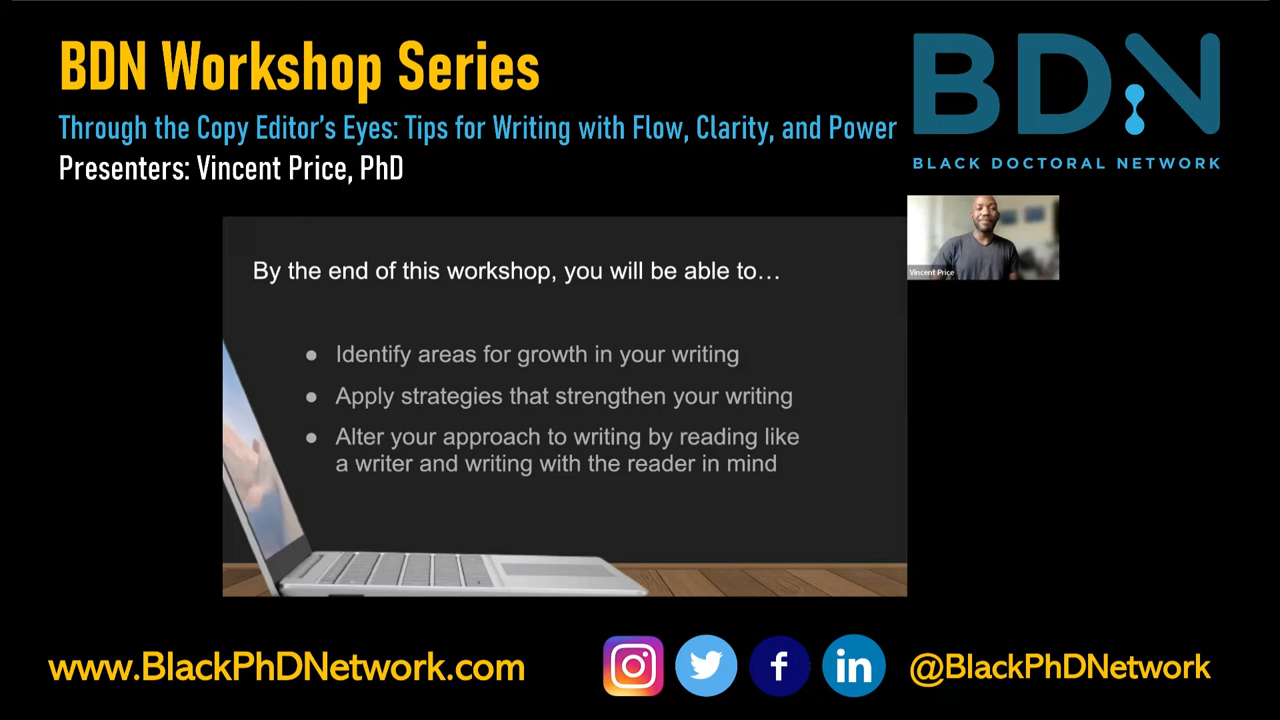 BDN Workshop Series
Through the Copy Editor's Eyes: Tips for Writing with Flow, Clarity, and Power
Presenters: Vincent Price, PhD
BDN
BLACK DOCTORAL NETWORK
Vincent Price
By the end of this workshop, you will be able to…
● Identify areas for growth in your writing
● Apply strategies that strengthen your writing
● Alter your approach to writing by reading like
a writer and writing with the reader in mind
www.BlackPhDNetwork.com
f
in
@BlackPhDNetwork